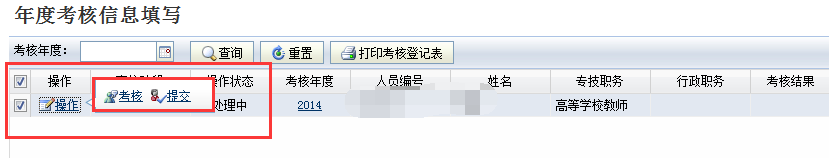 年度考核信息填写
考核年度： 查询 重置 打印考核登记表
操作 操作状态 考核年度 人员编号 姓名 专技职务 行政职务 考核结果
操作 考核 提交 处理中 2014 高等学校教师